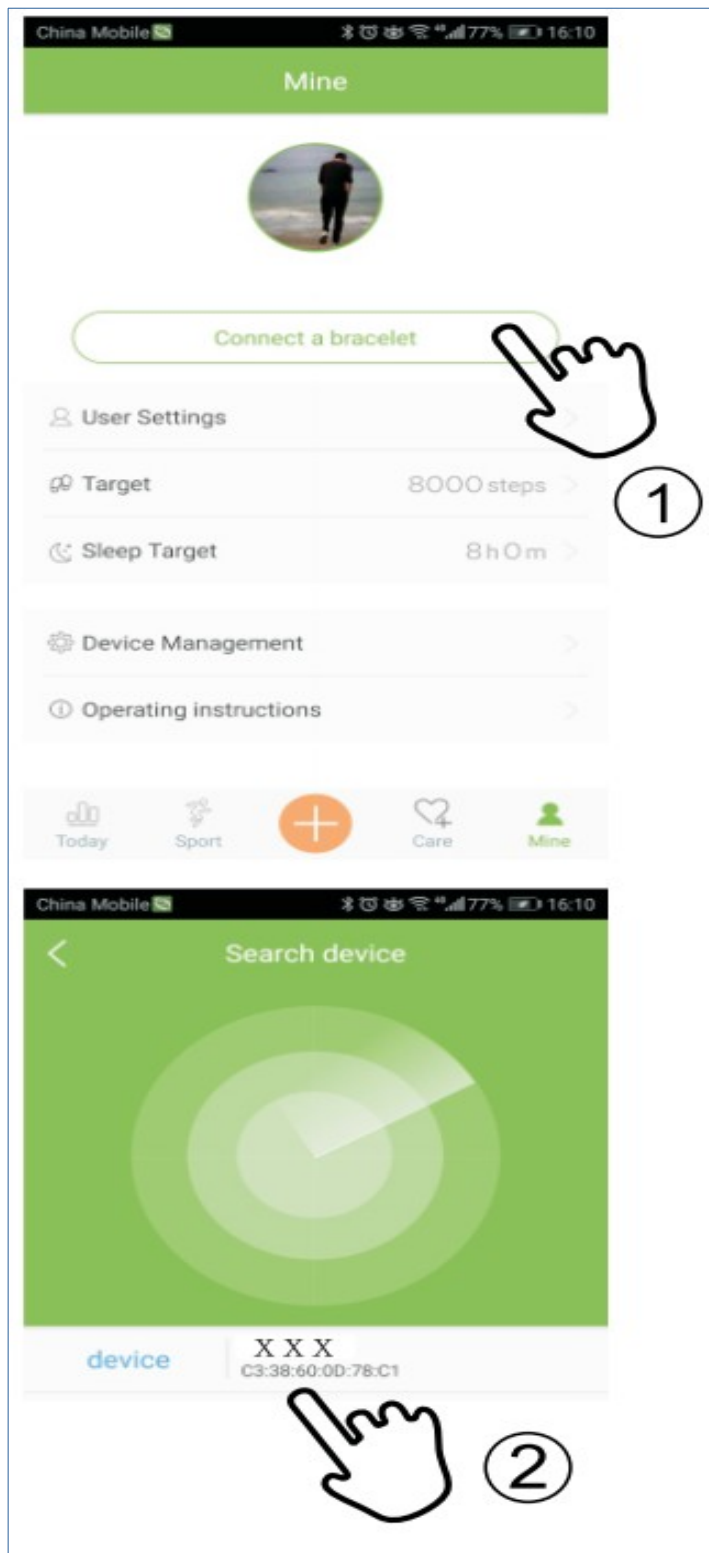 China Mobile 77% 16:10
Mine
Connect a bracelet
User Settings
Target 8000 steps
Sleep Target 8h0m
1
Device Management
Operating instructions
Today Sport Care Mine
China Mobile 77% 16:10
Search device
device X X X
C3:38:60:0D:78:C1
2